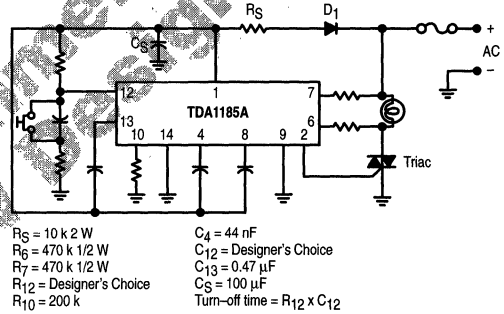 RS D1
+
CS
AC
1
–
12 7
TDA1185A
13 6
10 14 4 8 9 2
Triac
RS = 10 k 2 W
R6 = 470 k 1/2 W
R7 = 470 k 1/2 W
R12 = Designer's Choice
R10 = 200 k
C4 = 44 nF
C12 = Designer's Choice
C13 = 0.47 µF
CS = 100 µF
Turn–off time = R12 x C12